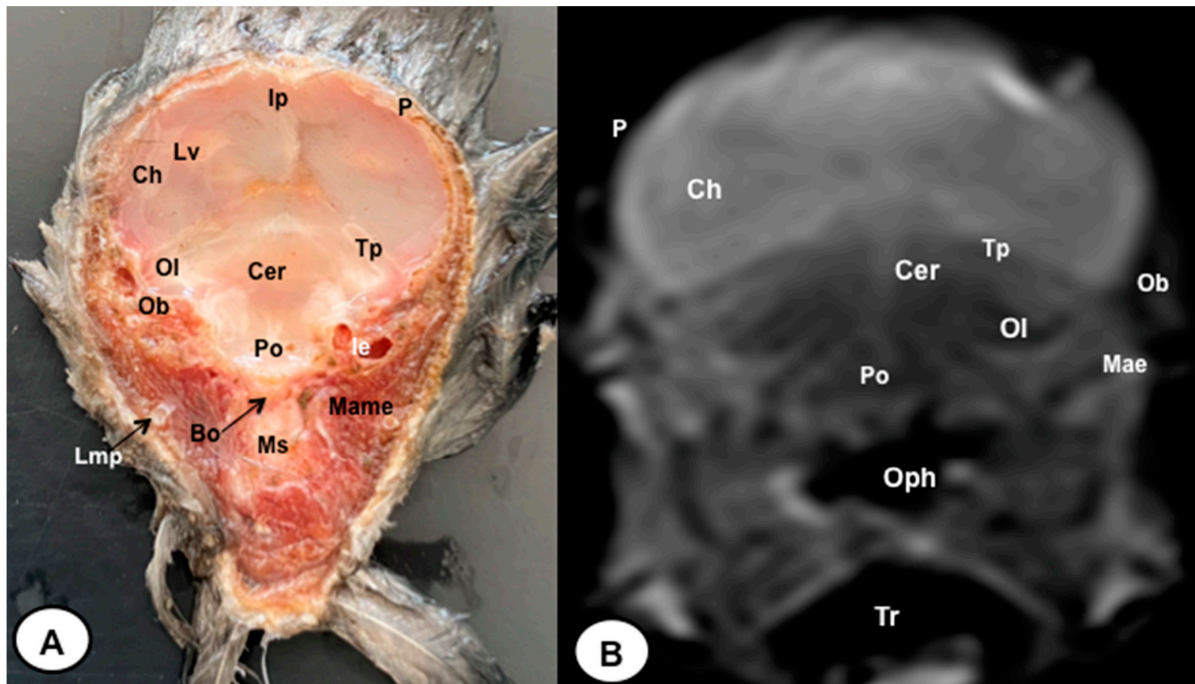 Ip
P
Lv
Ch
Tp
Ol
Cer
Ob
Po
Ie
Mame
Bo
Ms
Lmp
A
P
Ch
Tp
Cer
Ob
Ol
Mae
Po
Oph
Tr
B